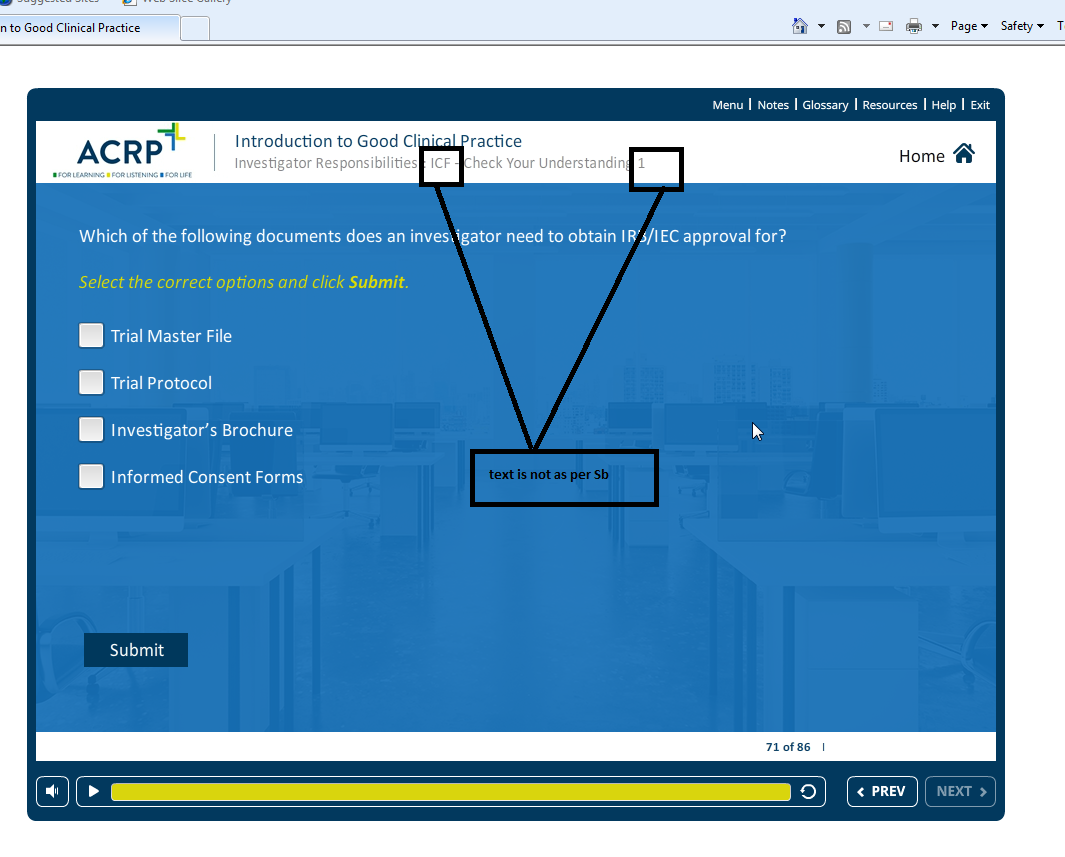 Suggested Sites Web Slice Gallery
n to Good Clinical Practice
Page Safety
Menu | Notes | Glossary | Resources | Help | Exit
ACRP
FOR LEARNING FOR LISTENING FOR LIFE
Introduction to Good Clinical Practice
Investigator Responsibilities : ICF - Check Your Understanding 1
Home
Which of the following documents does an investigator need to obtain IRB/IEC approval for?
Select the correct options and click Submit.
Trial Master File
Trial Protocol
Investigator's Brochure
Informed Consent Forms
text is not as per Sb
Submit
71 of 86 |
PREV
NEXT